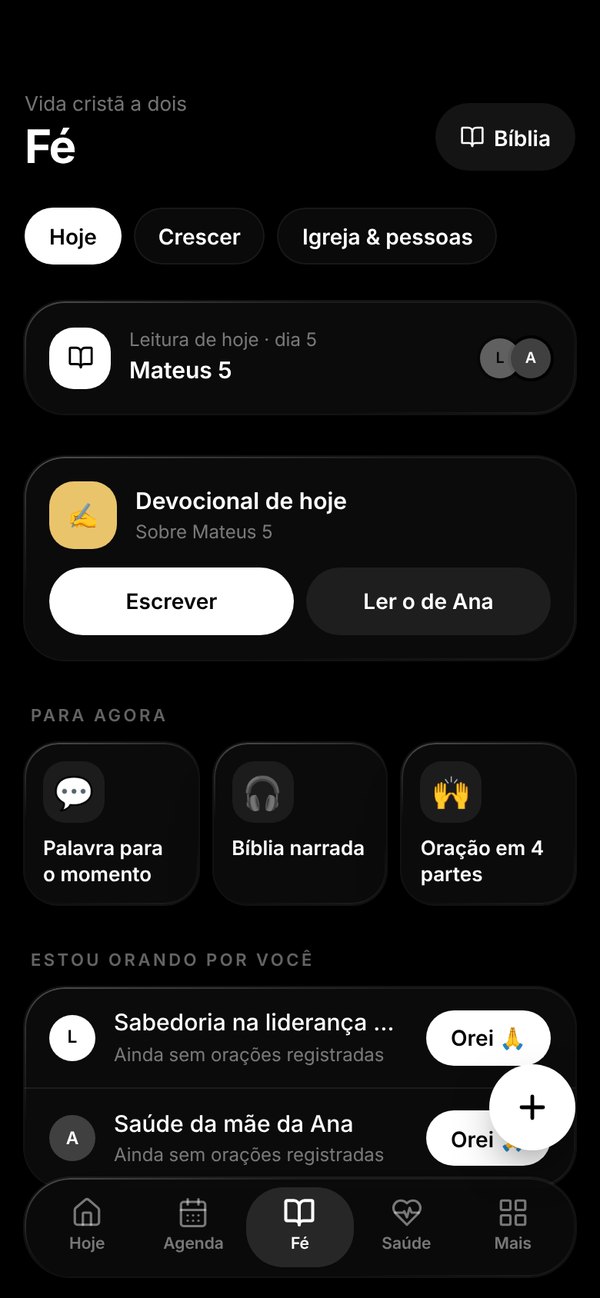 Vida cristã a dois
Fé
Bíblia
Hoje
Crescer
Igreja & pessoas
Leitura de hoje · dia 5
Mateus 5
L
A
Devocional de hoje
Sobre Mateus 5
Escrever
Ler o de Ana
PARA AGORA
Palavra para
o momento
Bíblia narrada
Oração em 4
partes
ESTOU ORANDO POR VOCÊ
L
Sabedoria na liderança ...
Ainda sem orações registradas
Orei 🙏
A
Saúde da mãe da Ana
Ainda sem orações registradas
Orei 🙏
Hoje
Agenda
Fé
Saúde
Mais